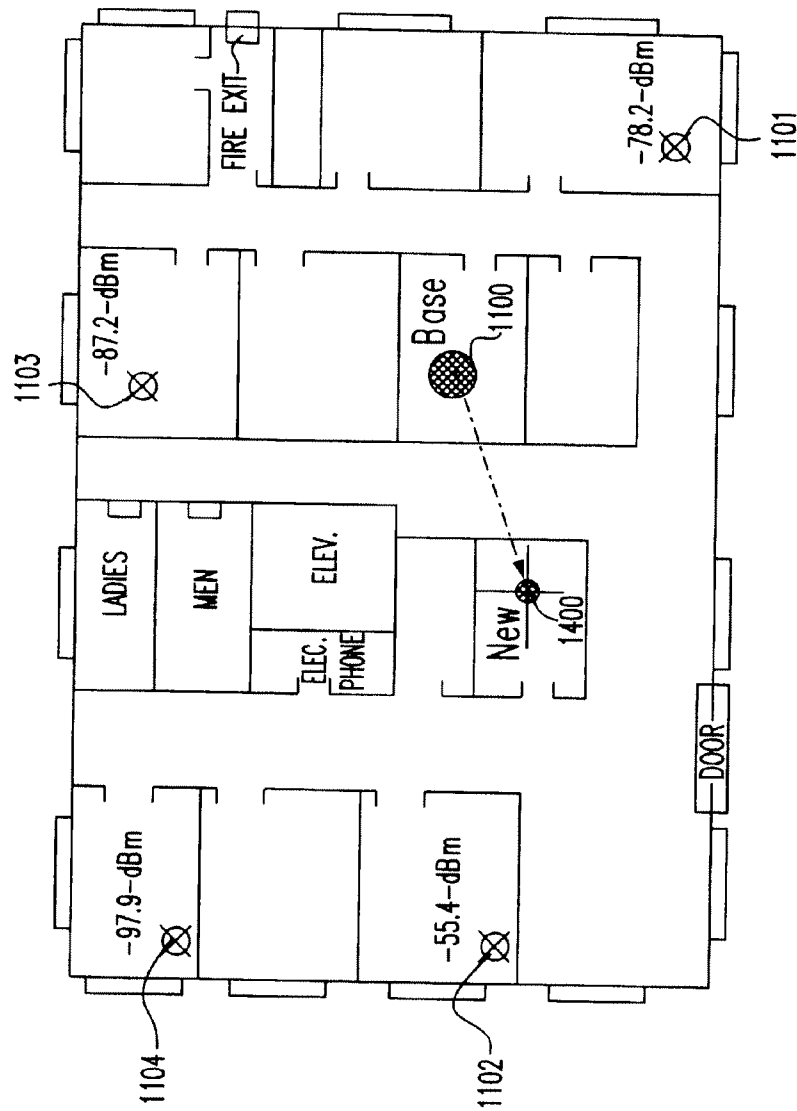 1103
-87.2-dBm
LADIES
-97.9-dBm
1104
MEN
FIRE EXIT
ELEC.
ELEV.
PHONE
Base
-55.4-dBm
1102
New
1100
1400
-78.2-dBm
DOOR
1101